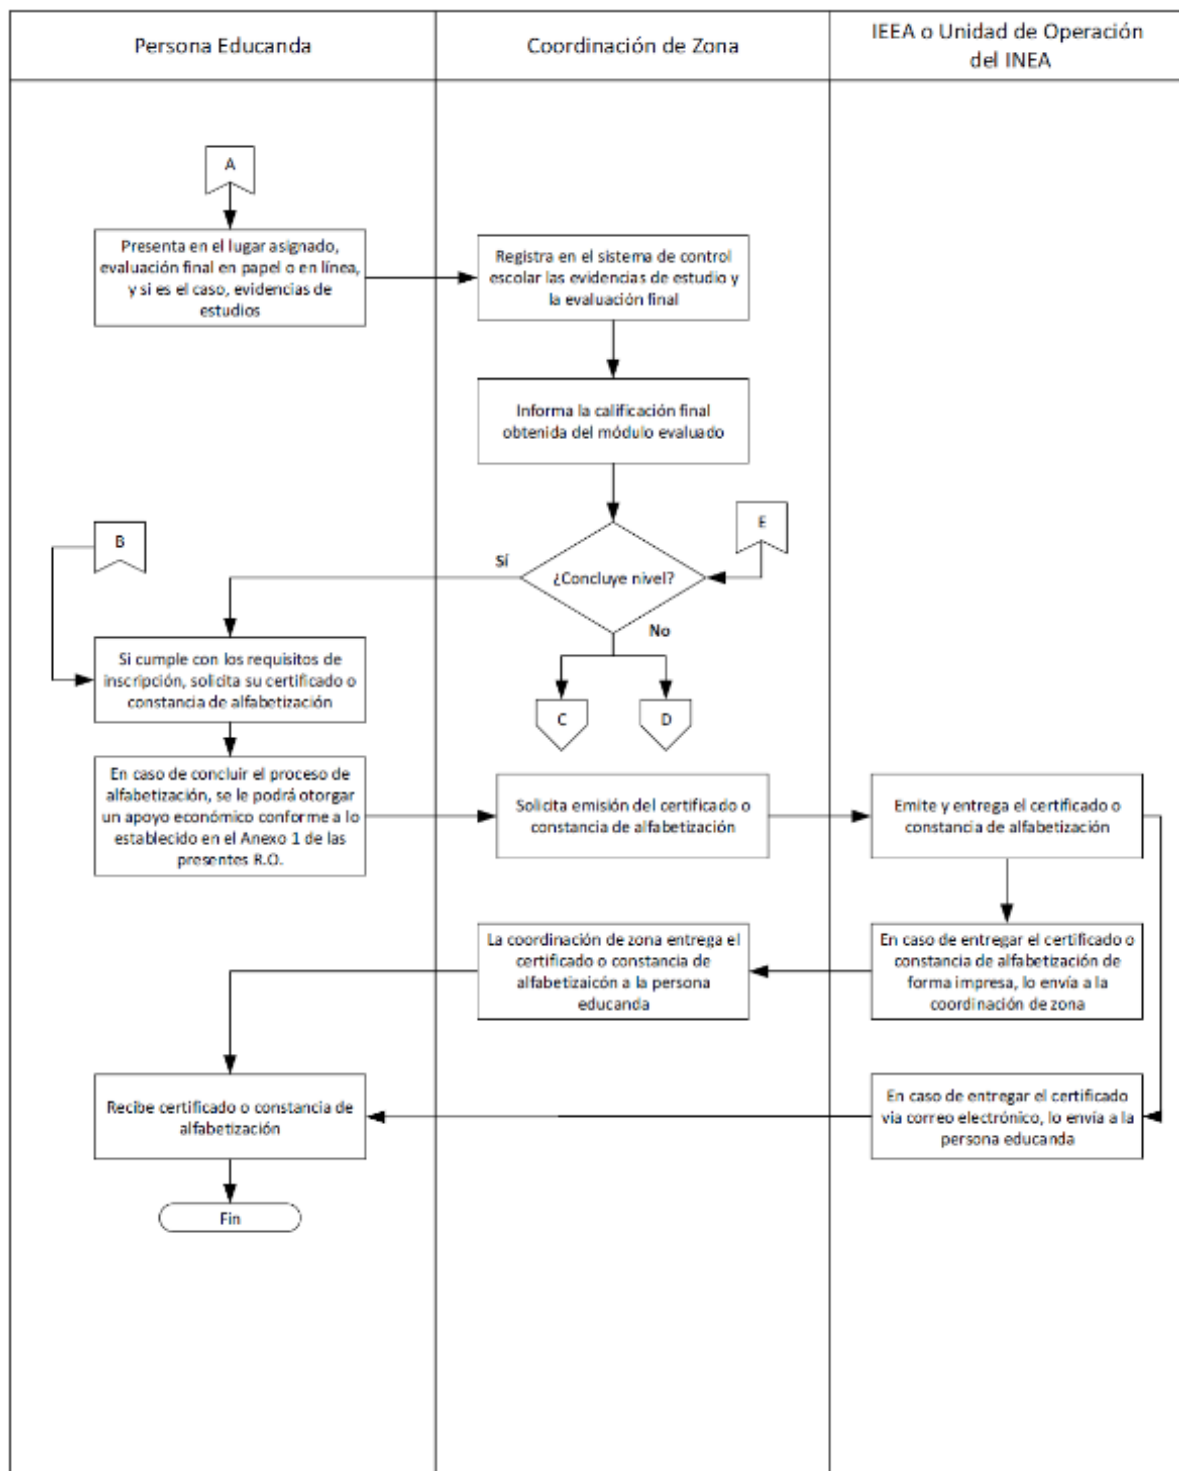 Persona Educanda
Coordinación de Zona
IEEA o Unidad de Operación
del INEA
A
Presenta en el lugar asignado,
evaluación final en papel o en línea,
y si es el caso, evidencias de
estudios
Registra en el sistema de control
escolar las evidencias de estudio y
la evaluación final
Informa la calificación final
obtenida del módulo evaluado
B
E
Sí
¿Concluye nivel?
No
Si cumple con los requisitos de
inscripción, solicita su certificado o
constancia de alfabetización
C
D
En caso de concluir el proceso de
alfabetización, se le podrá otorgar
un apoyo económico conforme a lo
establecido en el Anexo 1 de las
presentes R.O.
Solicita emisión del certificado o
constancia de alfabetización
Emite y entrega el certificado o
constancia de alfabetización
La coordinación de zona entrega el
certificado o constancia de
alfabetizaicón a la persona
educanda
En caso de entregar el certificado o
constancia de alfabetización de
forma impresa, lo envía a la
coordinación de zona
Recibe certificado o constancia de
alfabetización
En caso de entregar el certificado
vía correo electrónico, lo envía a la
persona educanda
Fin